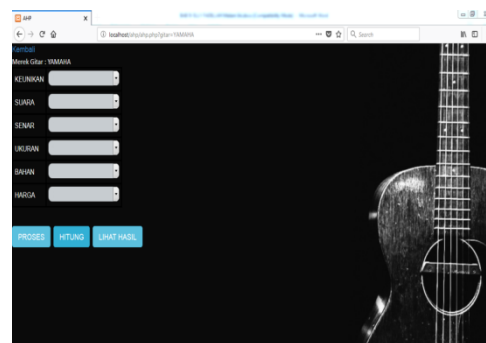 AHP
localhost/ahp/ahp.php?gitar=YAMAHA
Search
Kembali
Merek Gitar : YAMAHA
KEUNIKAN
SUARA
SENAR
UKURAN
BAHAN
HARGA
PROSES HITUNG LIHAT HASIL